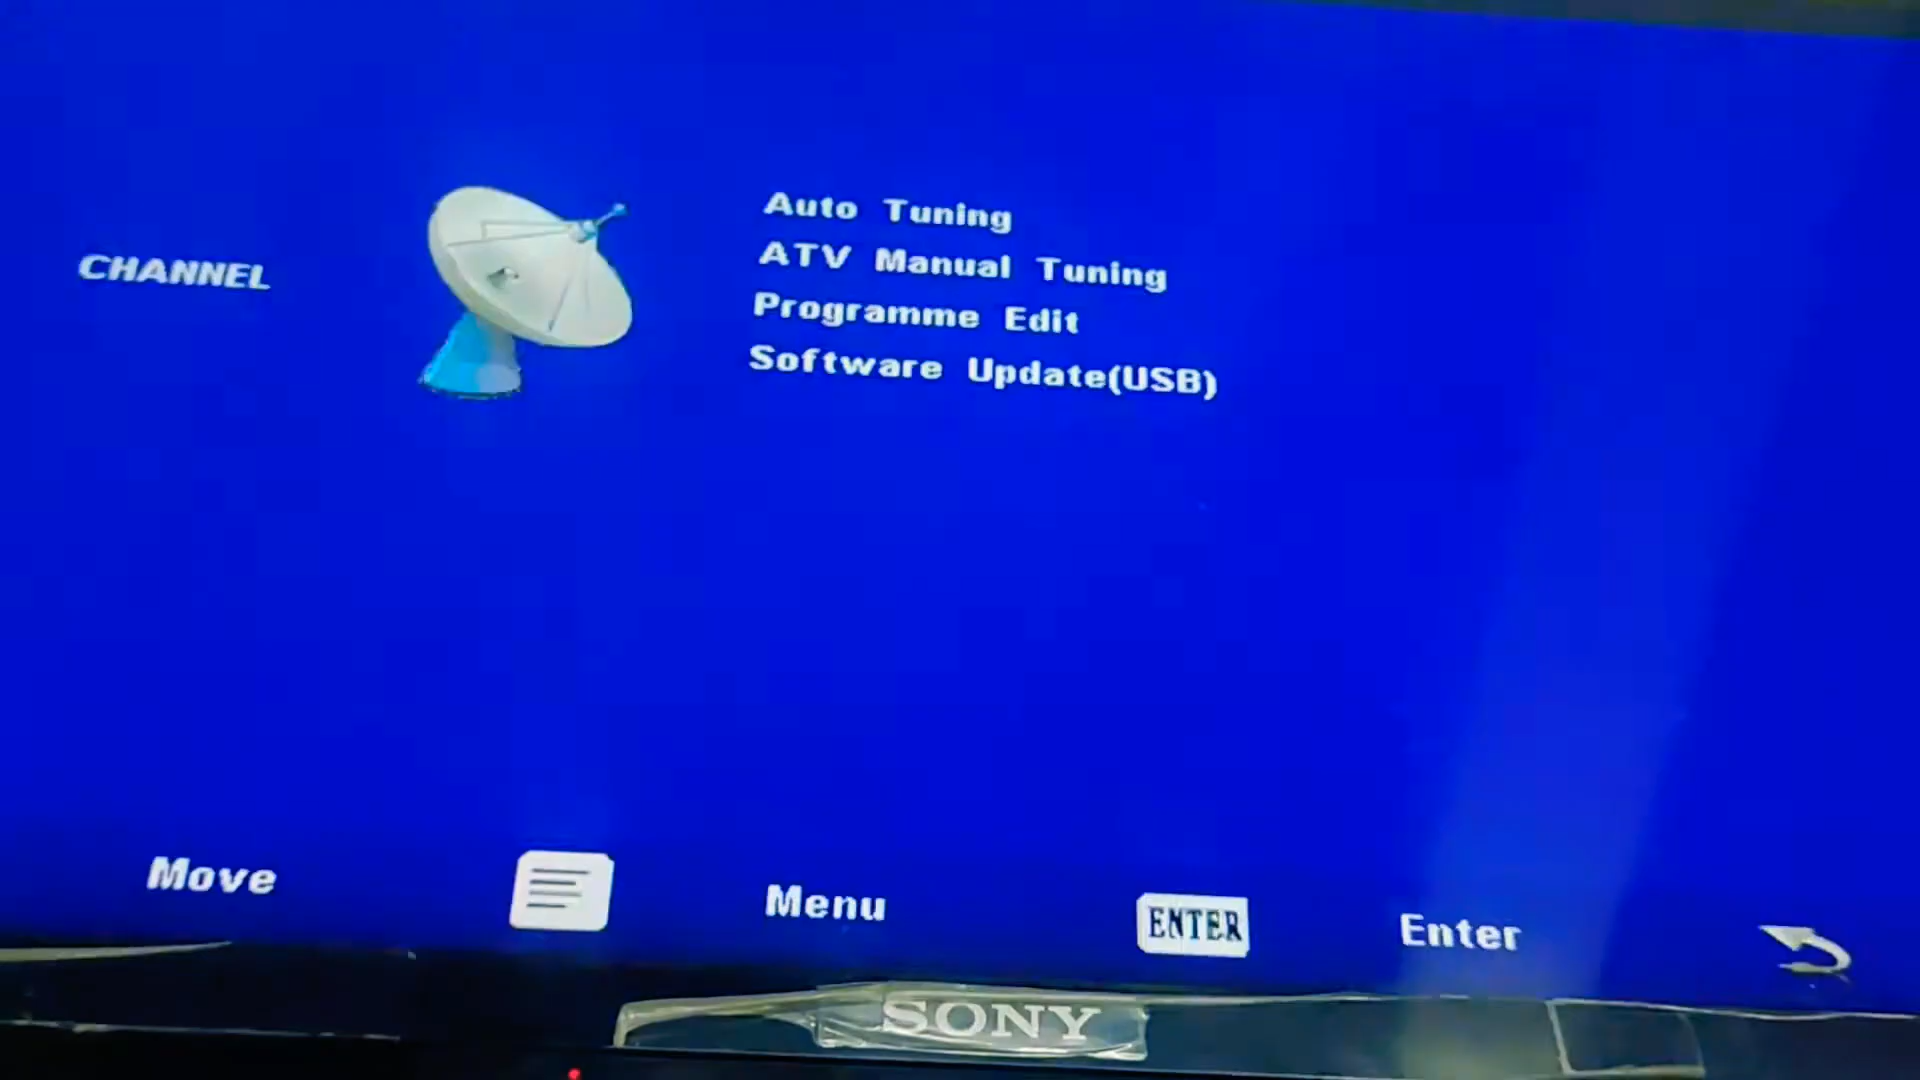 Auto Tuning
ATV Manual Tuning
CHANNEL
Programme Edit
Software Update(USB)
Move
Menu
ENTER
Enter
SONY